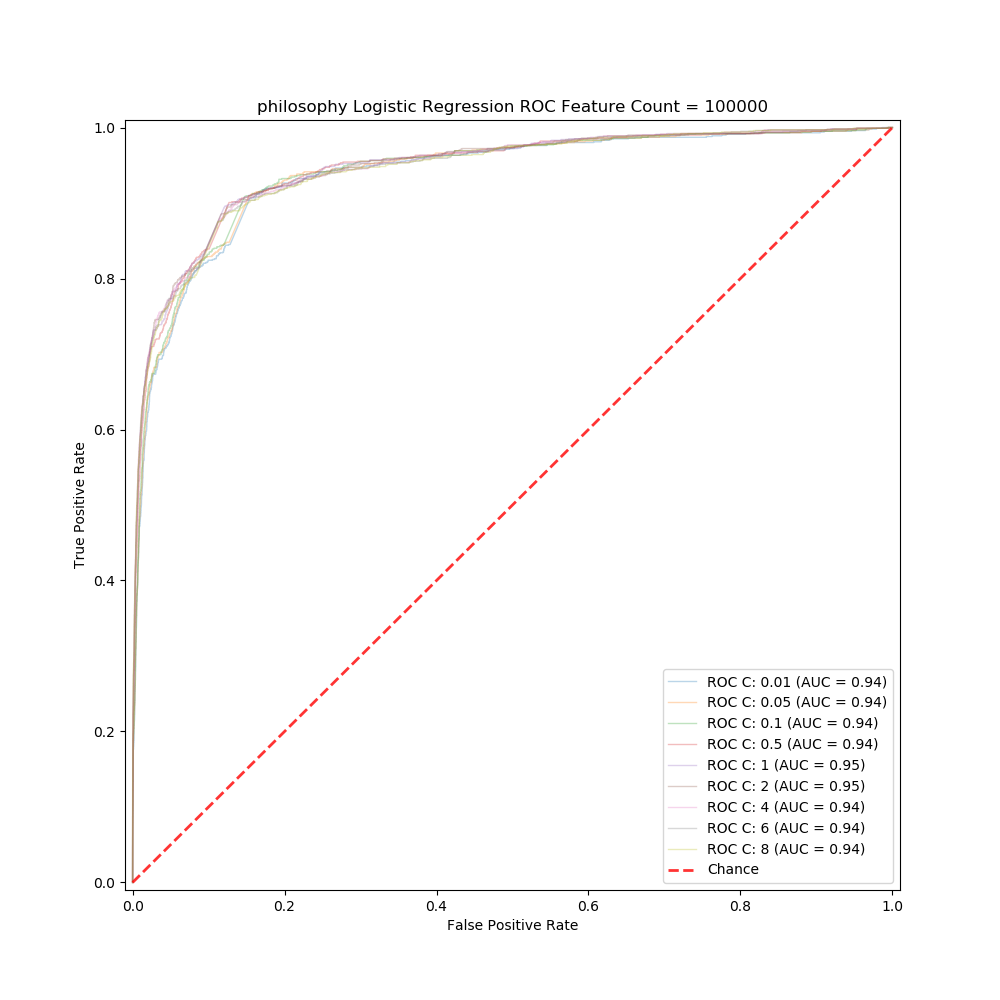 philosophy Logistic Regression ROC Feature Count = 100000
1.0
0.8
0.6
0.4
0.2
0.0
True Positive Rate
0.0 0.2 0.4 0.6 0.8 1.0
False Positive Rate
ROC C: 0.01 (AUC = 0.94)
ROC C: 0.05 (AUC = 0.94)
ROC C: 0.1 (AUC = 0.94)
ROC C: 0.5 (AUC = 0.94)
ROC C: 1 (AUC = 0.95)
ROC C: 2 (AUC = 0.95)
ROC C: 4 (AUC = 0.94)
ROC C: 6 (AUC = 0.94)
ROC C: 8 (AUC = 0.94)
Chance